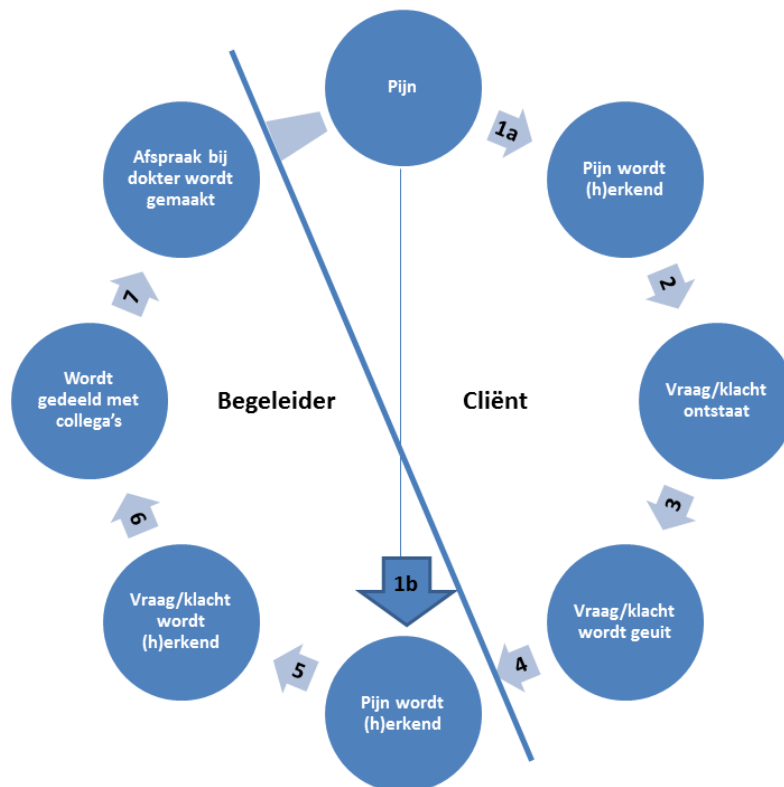 Pijn
1a
Pijn wordt
(h)erkend
2
Vraag/klacht
ontstaat
3
Vraag/klacht
wordt geuit
4
1b
Pijn wordt
(h)erkend
5
Vraag/klacht
wordt
(h)erkend
6
Wordt
gedeeld met
collega's
7
Afspraak bij
dokter wordt
gemaakt
Begeleider
Cliënt